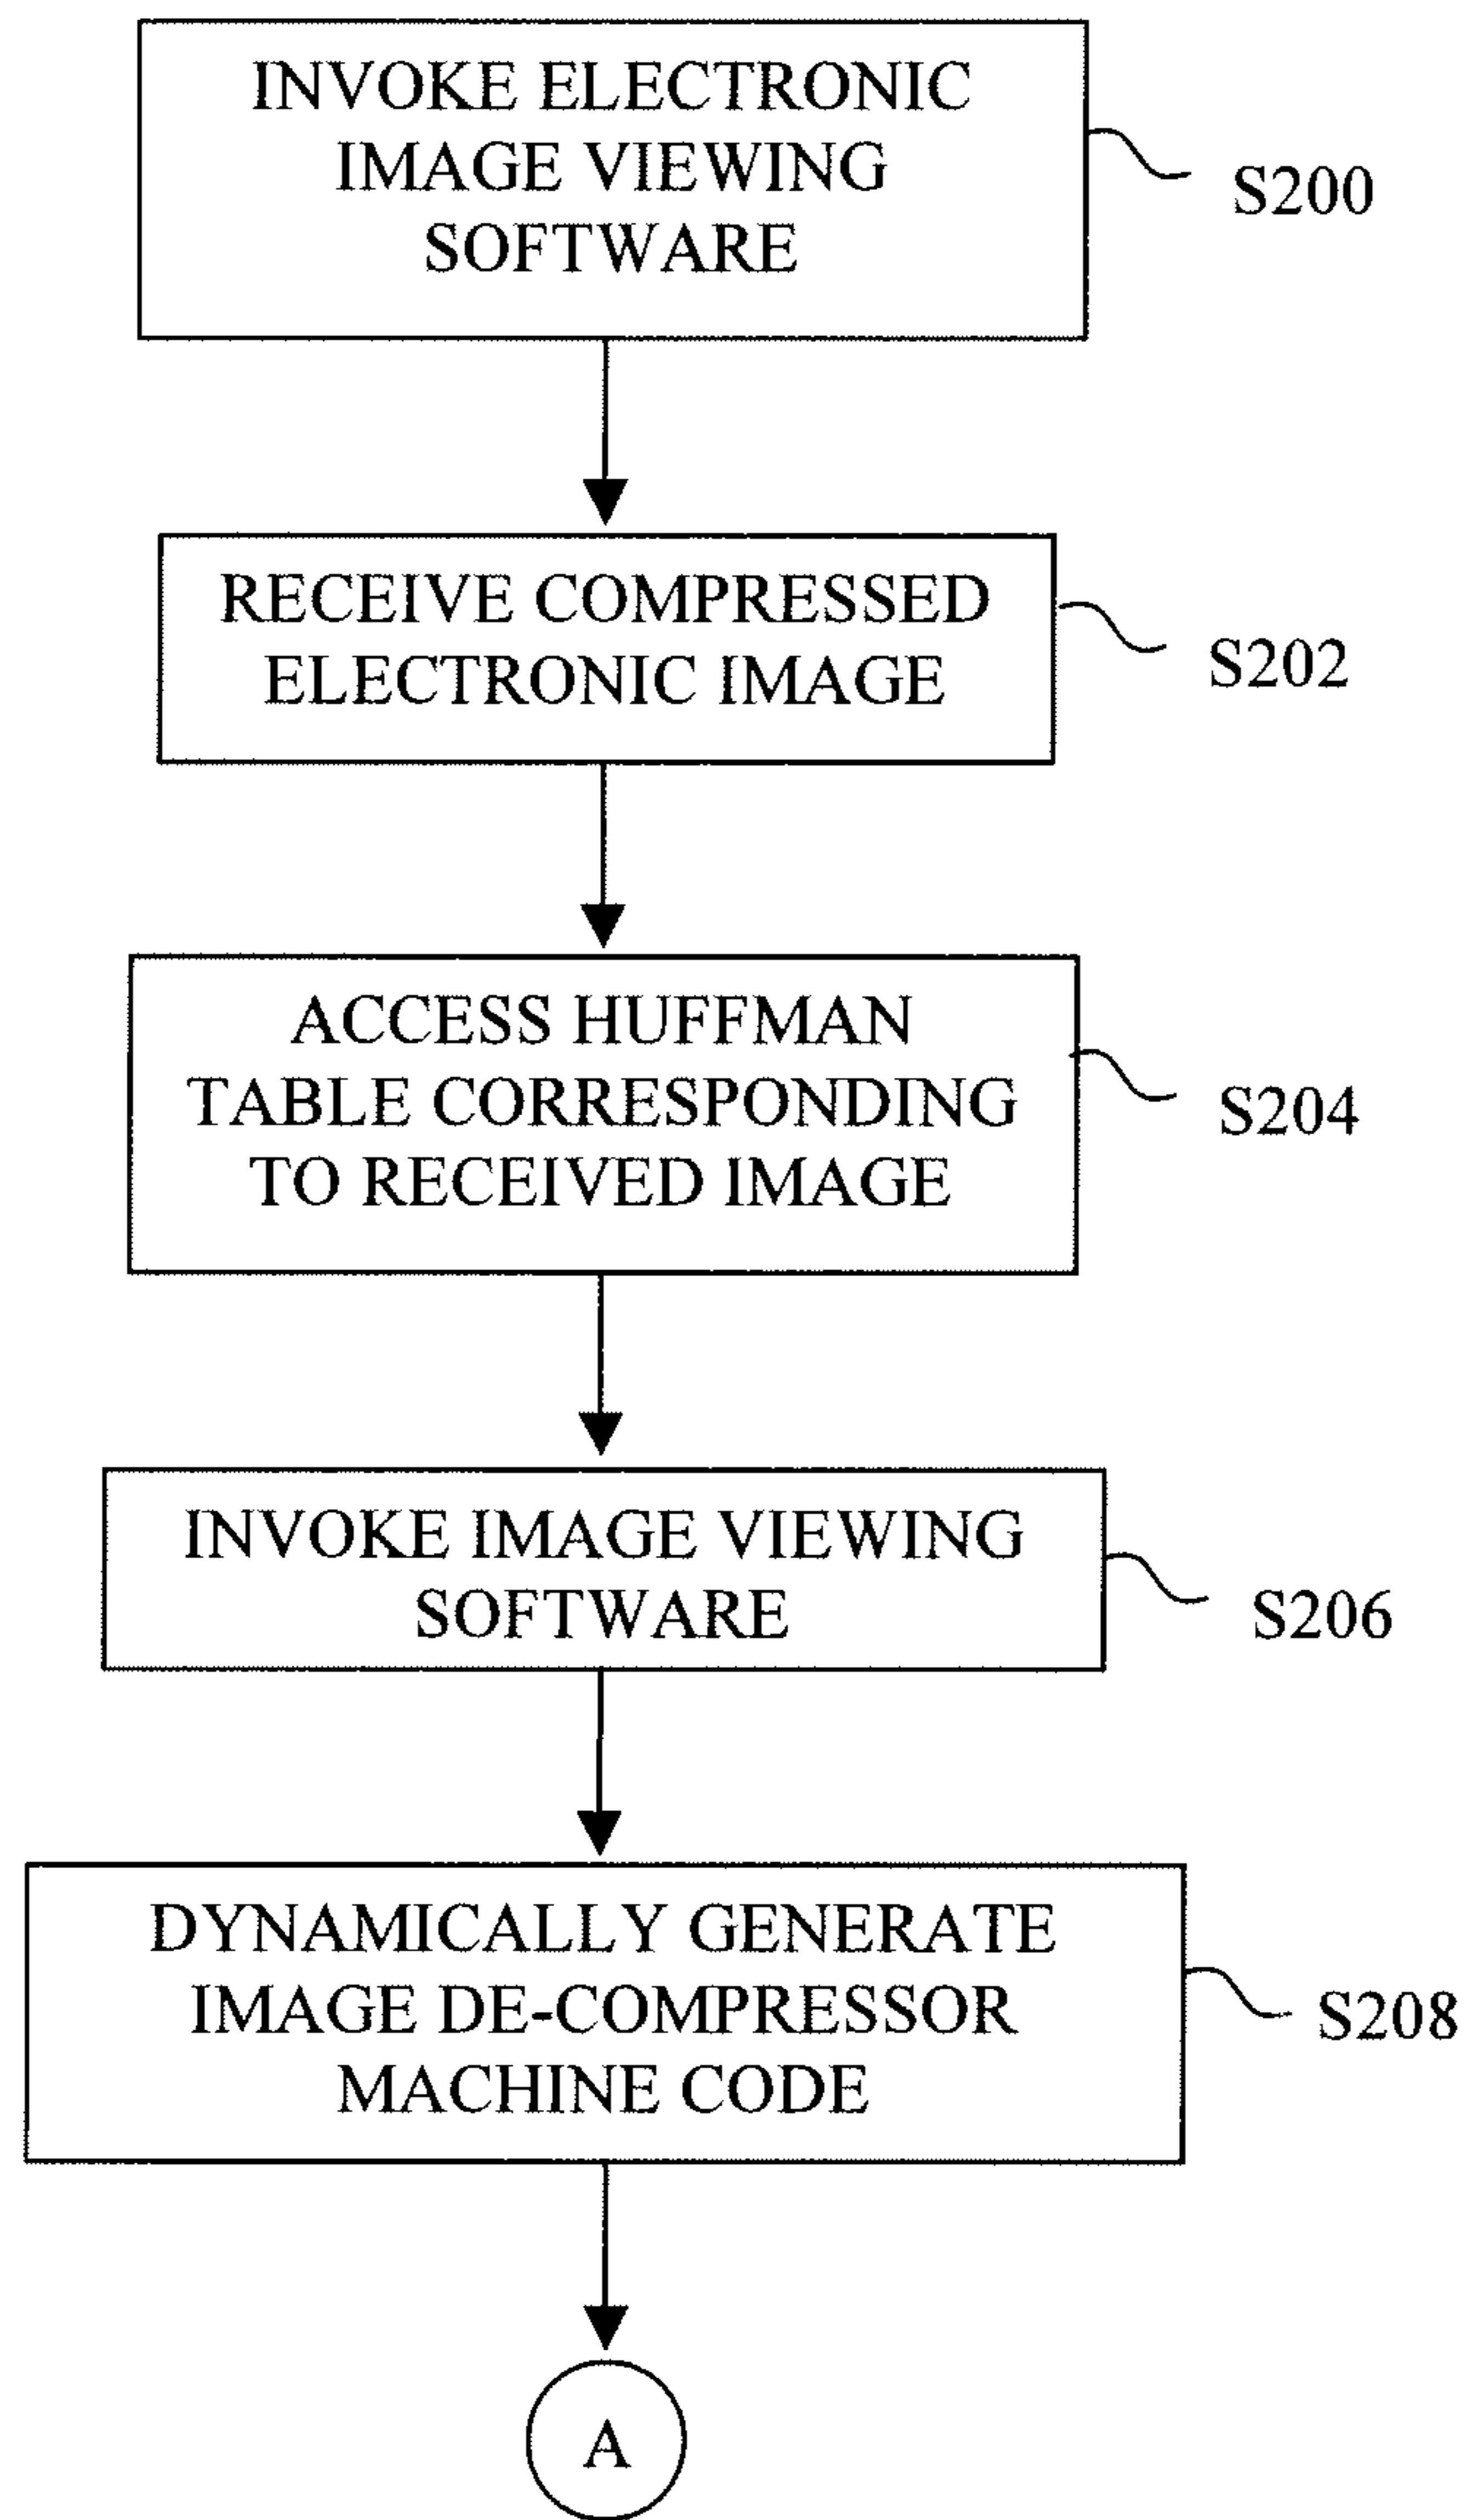 INVOKE ELECTRONIC
IMAGE VIEWING
SOFTWARE
S200
RECEIVE COMPRESSED
ELECTRONIC IMAGE
S202
ACCESS HUFFMAN
TABLE CORRESPONDING
TO RECEIVED IMAGE
S204
INVOKE IMAGE VIEWING
SOFTWARE
S206
DYNAMICALLY GENERATE
IMAGE DE-COMPRESSOR
MACHINE CODE
S208
A